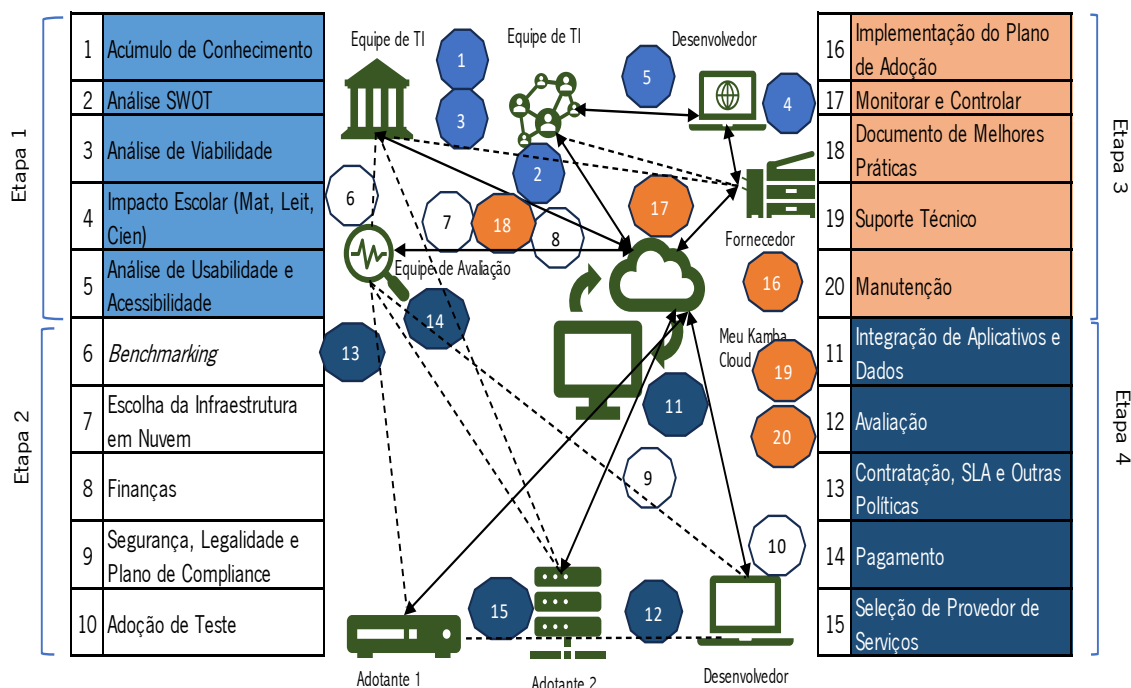 Etapa 1
1 Acúmulo de Conhecimento
2 Análise SWOT
3 Análise de Viabilidade
4 Impacto Escolar (Mat, Leit,
Cien)
5 Análise de Usabilidade e
Acessibilidade
Etapa 2
6 Benchmarking
7 Escolha da Infraestrutura
em Nuvem
8 Finanças
9 Segurança, Legalidade e
Plano de Compliance
10 Adoção de Teste
Equipe de TI
Equipe de TI
Desenvolvedor
1
5
4
3
2
6
7
18
8
17
Equipe de Avaliação
Fornecedor
16
14
13
Meu Kamba
Cloud
19
11
20
9
10
15
12
Adotante 1
Adotante 2
Desenvolvedor
16 Implementação do Plano
de Adoção
17 Monitorar e Controlar
18 Documento de Melhores
Práticas
19 Suporte Técnico
20 Manutenção
Etapa 3
11 Integração de Aplicativos e
Dados
12 Avaliação
13 Contratação, SLA e Outras
Políticas
14 Pagamento
15 Seleção de Provedor de
Serviços
Etapa 4